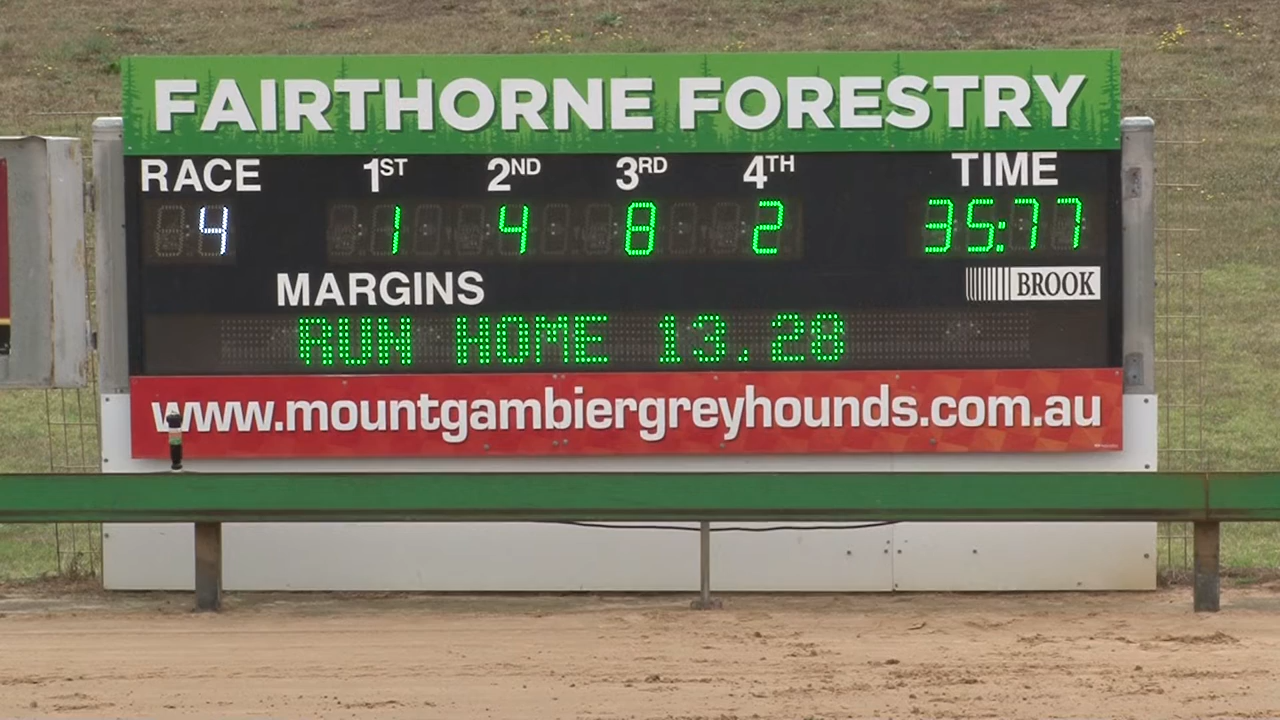 FAIRTHORNE FORESTRY
RACE 1ST 2ND 3RD 4TH TIME
4 1 4 8 2 35:77
MARGINS BROOK
RUN HOME 13.28
www.mountgambiergreyhounds.com.au